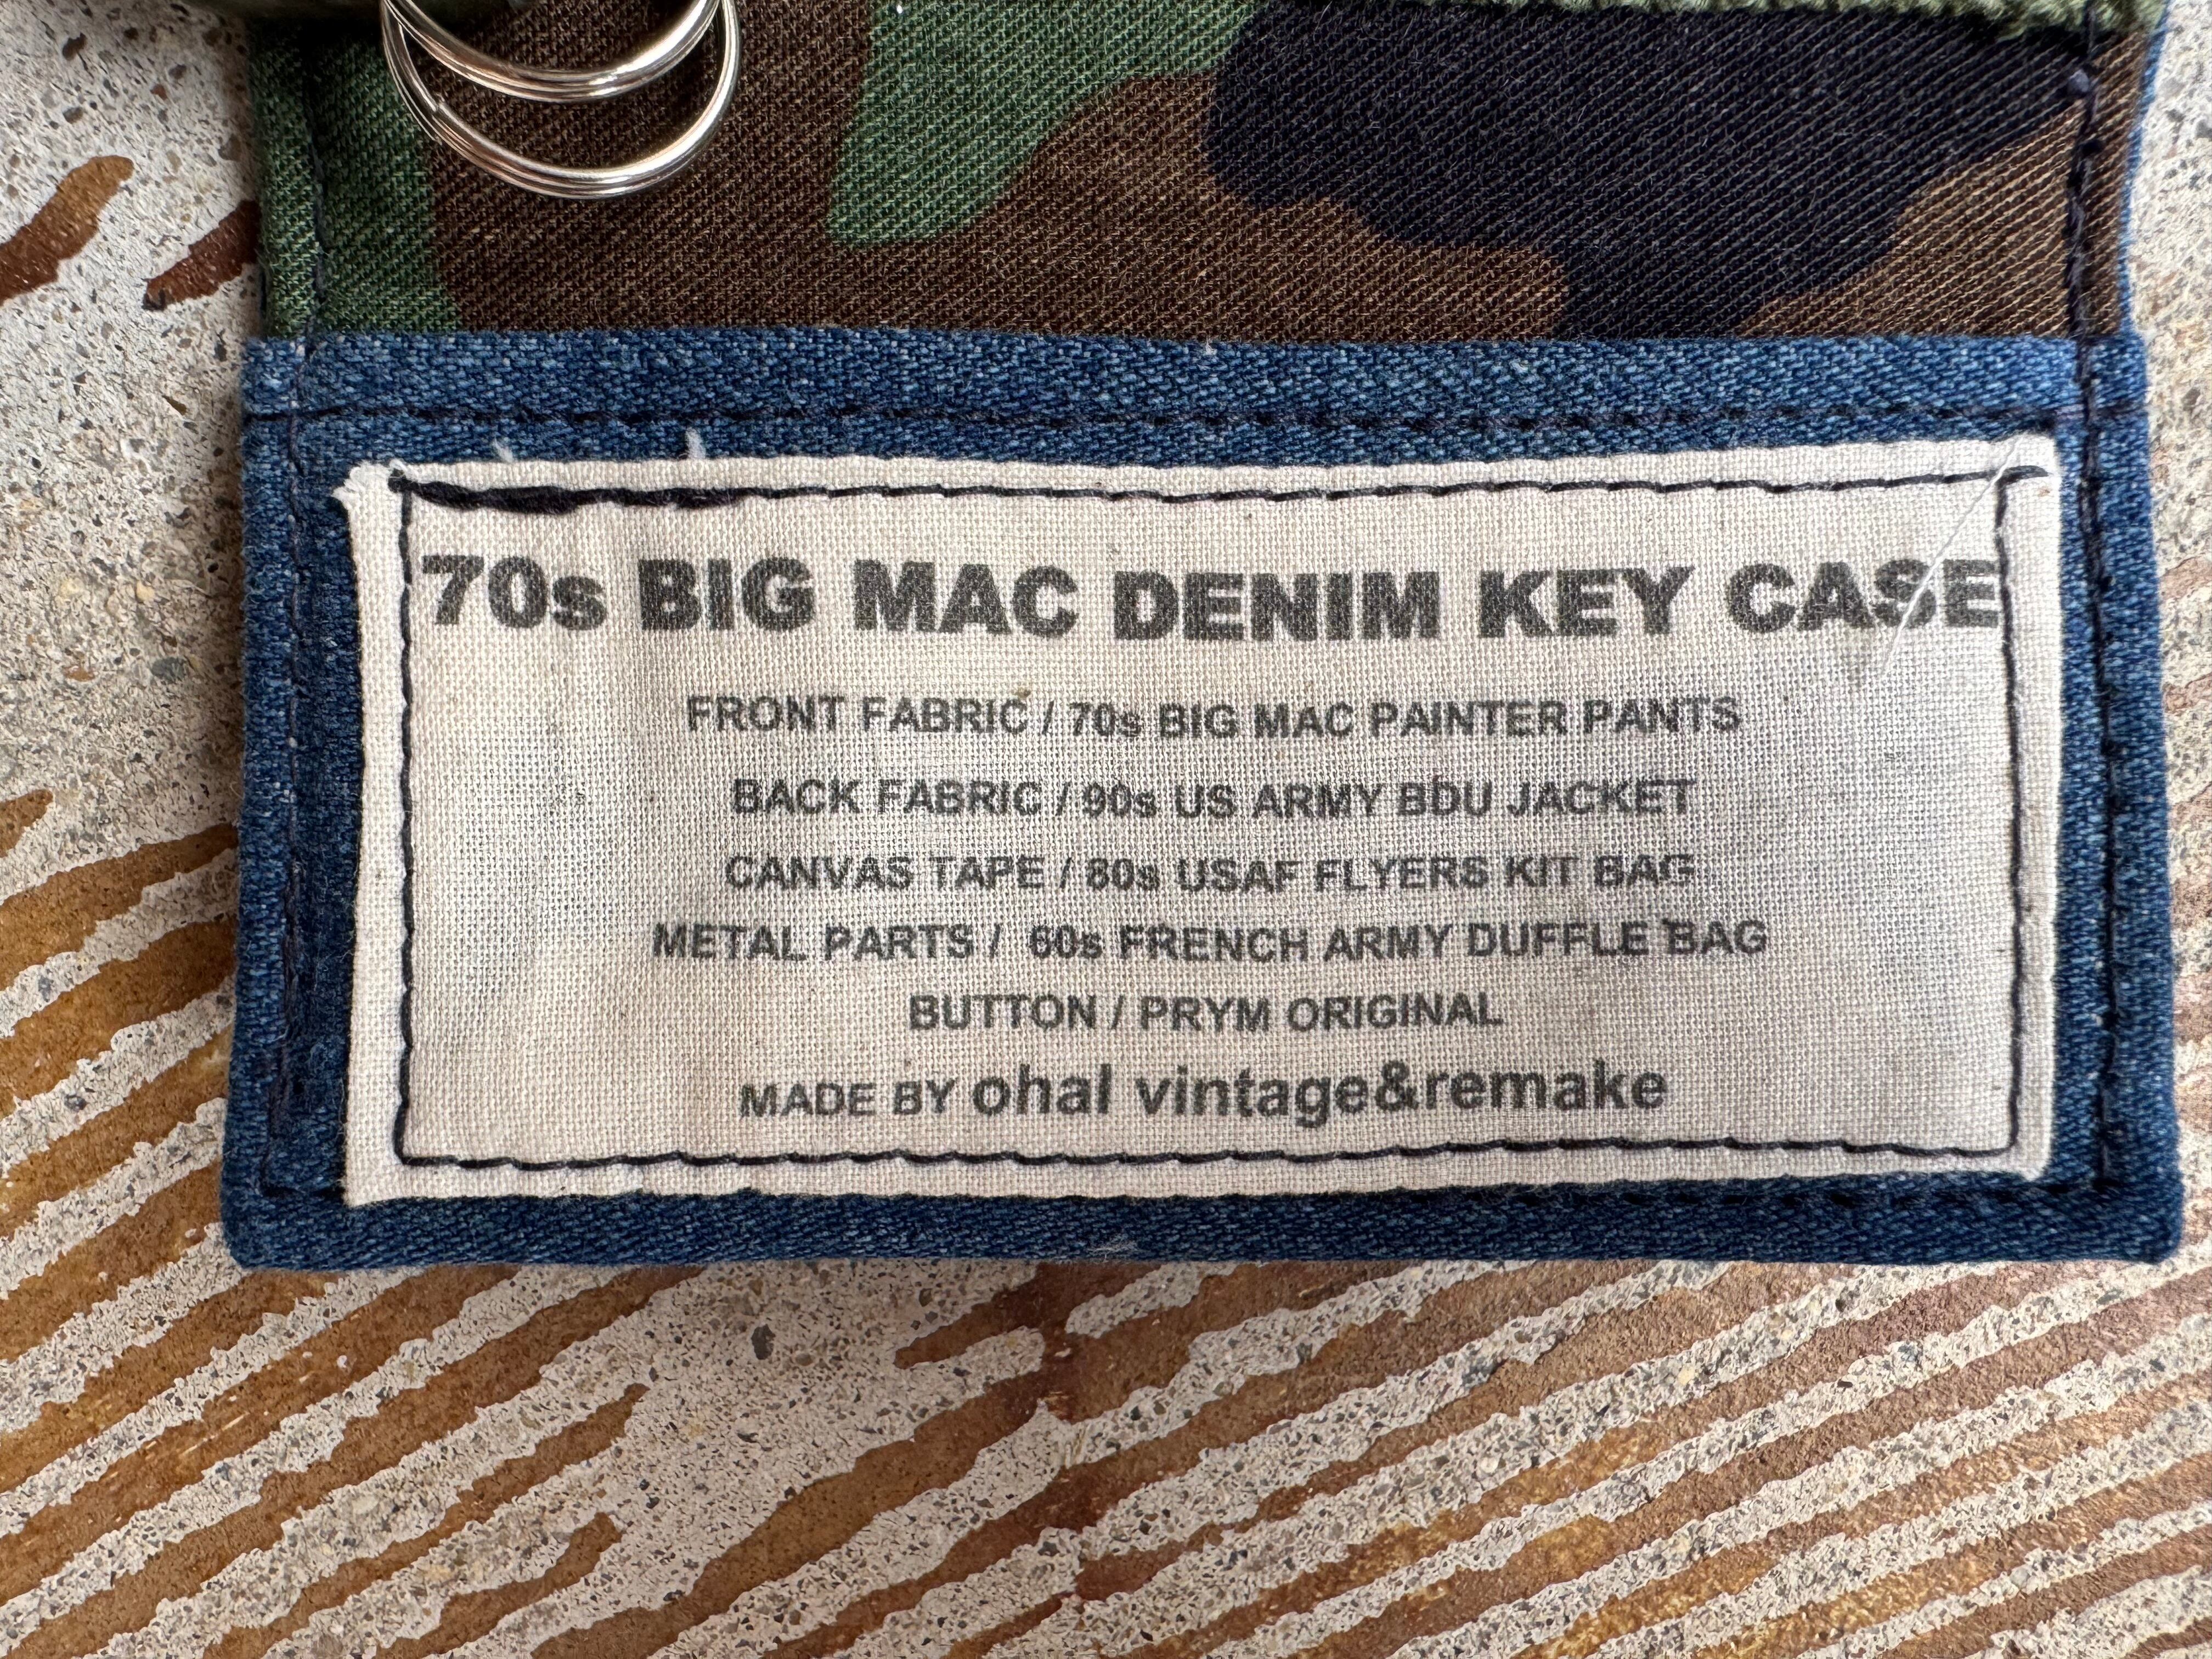 70s BIG MAC DENIM KEY CASE
FRONT FABRIC / 70s BIG MAC PAINTER PANTS
BACK FABRIC / 90s US ARMY BDU JACKET
CANVAS TAPE / 80s USAF FLYERS KIT BAG
METAL PARTS / 60s FRENCH ARMY DUFFLE BAG
BUTTON / PRYM ORIGINAL
MADE BY ohal vintage&remake